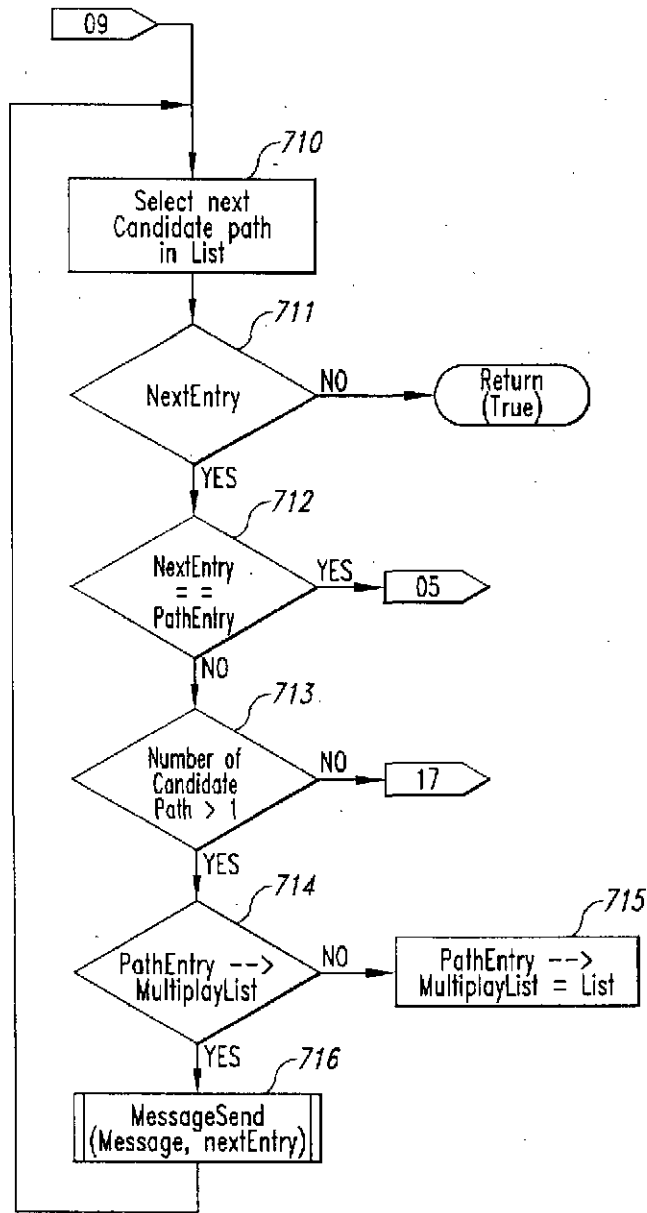 09
710
Select next
Candidate path
in List
711
NextEntry
NO
Return
(True)
YES
712
NextEntry
= =
PathEntry
YES
05
NO
713
Number of
Candidate
Path > 1
NO
17
YES
714
PathEntry -->
MultiplayList
NO
715
PathEntry -->
MultiplayList = List
YES
716
MessageSend
(Message, nextEntry)